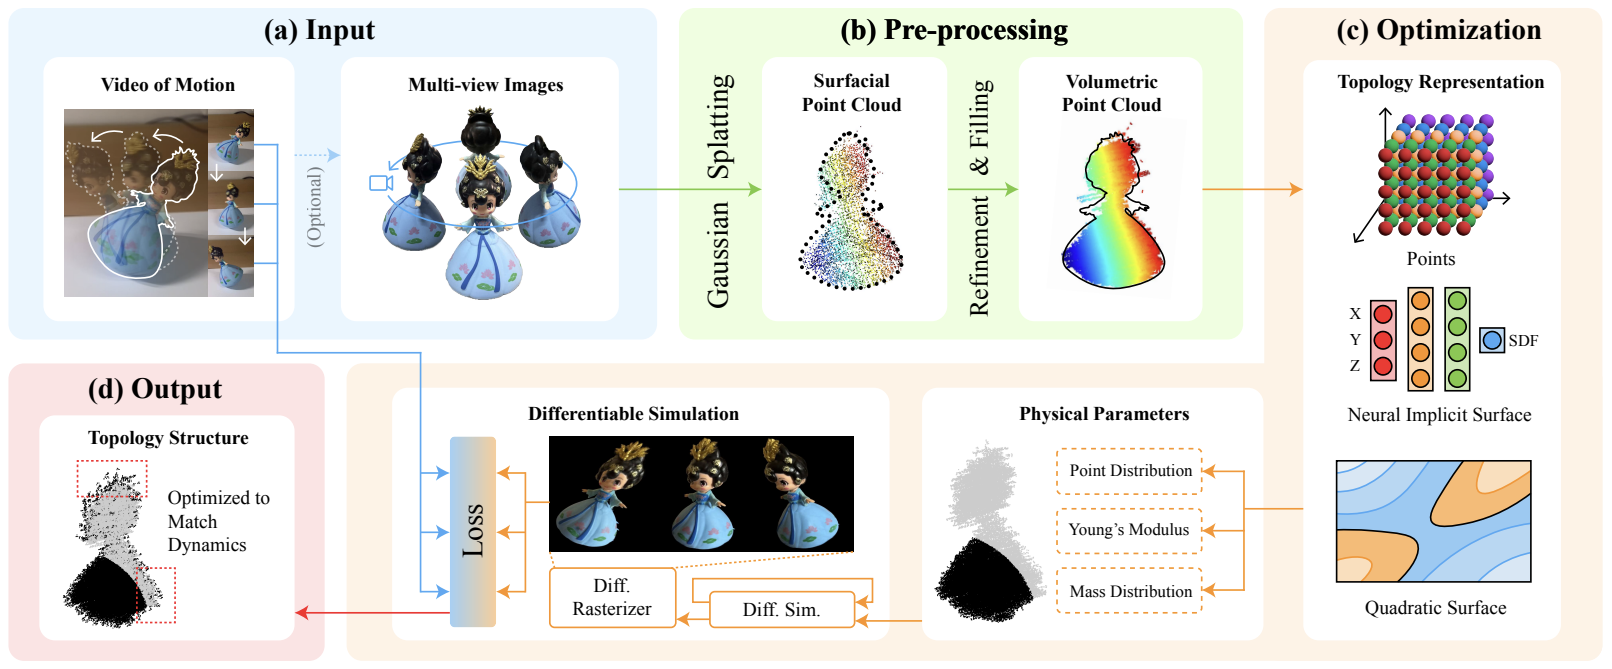 (a) Input
Video of Motion
(Optional)
Multi-view Images
(b) Pre-processing
Gaussian Splatting
Surfacial
Point Cloud
Refinement & Filling
Volumetric
Point Cloud
(c) Optimization
Topology Representation
Points
X
Y
Z
SDF
Neural Implicit Surface
Quadratic Surface
Physical Parameters
Point Distribution
Young's Modulus
Mass Distribution
Differentiable Simulation
Loss
Diff.
Rasterizer
Diff. Sim.
(d) Output
Topology Structure
Optimized to
Match
Dynamics